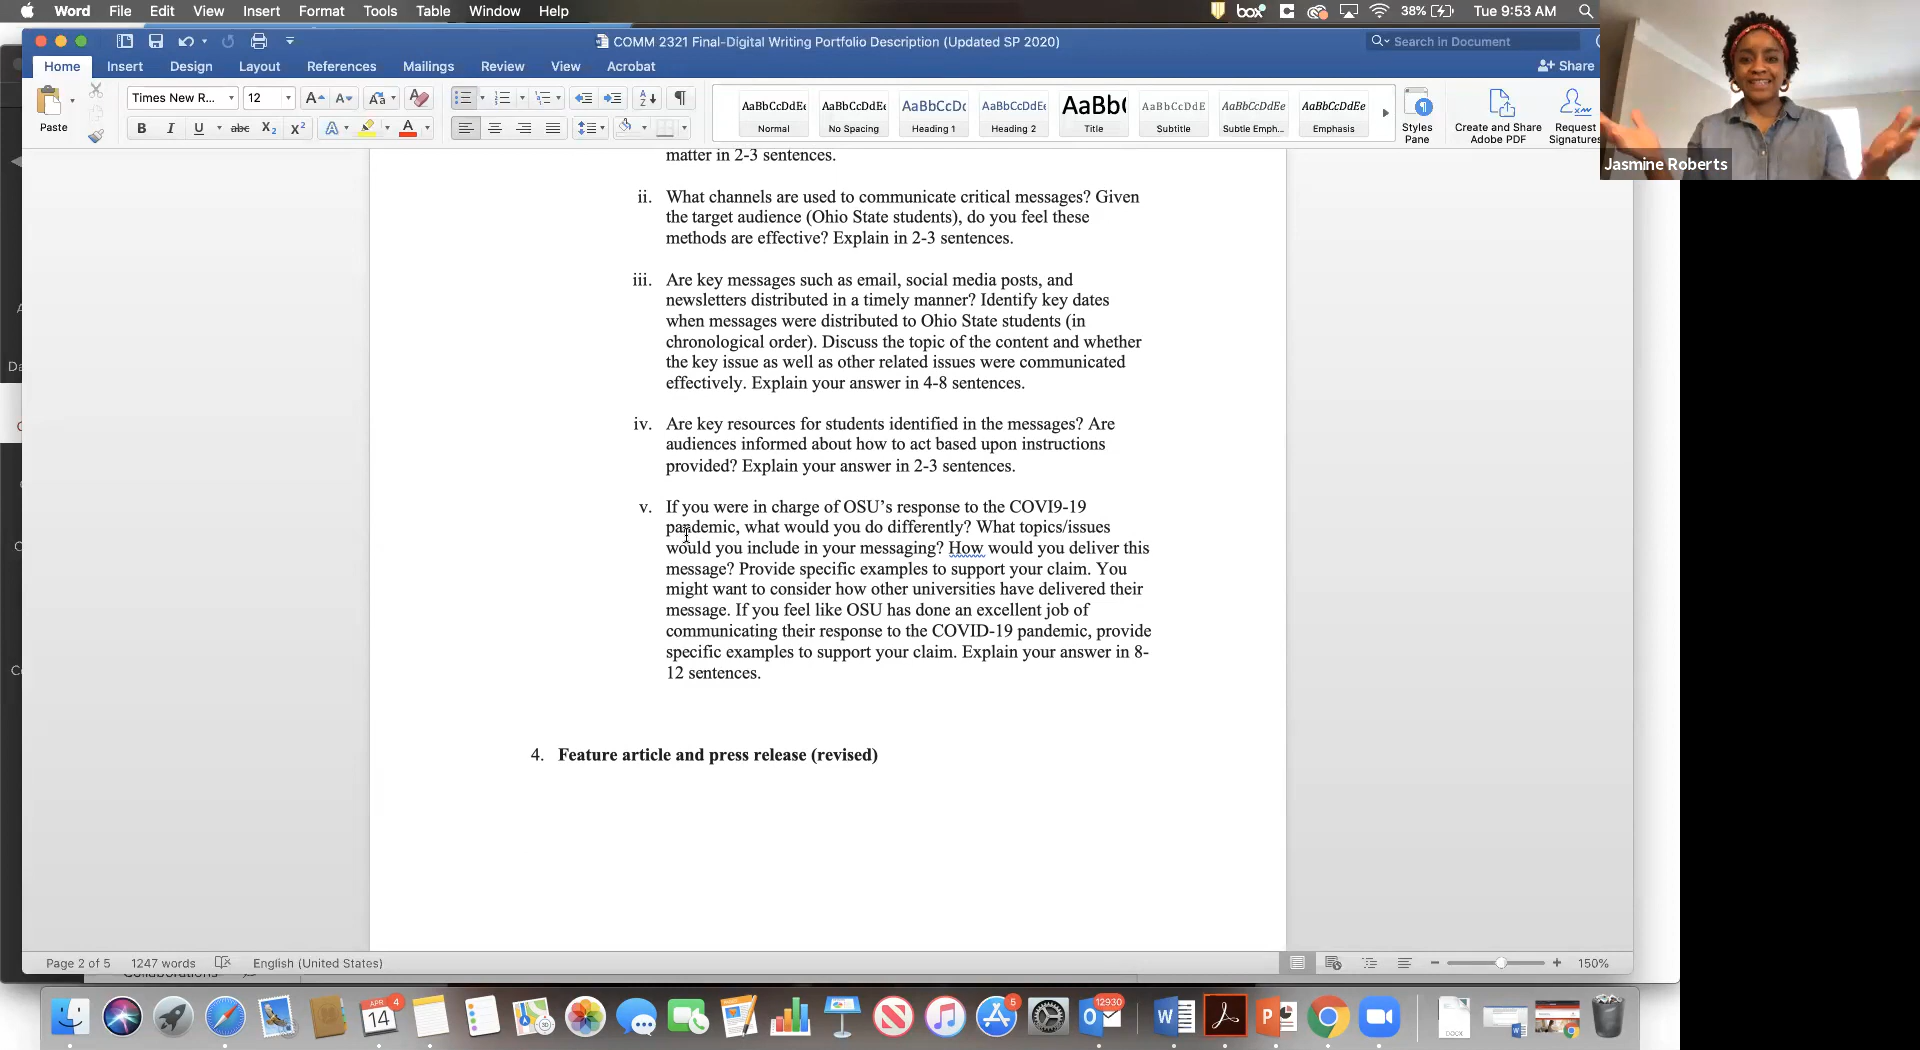 Word File Edit View Insert Format Tools Table Window Help
box 38% Tue 9:53 AM
COMM 2321 Final-Digital Writing Portfolio Description (Updated SP 2020)
Search in Document
Home Insert Design Layout References Mailings Review View Acrobat
Share
Paste
Times New R... 12
AaBbCcDdEe Normal
AaBbCcDdEe No Spacing
AaBbCcDc Heading 1
AaBbCcDdEe Heading 2
AaBb( Title
AaBbCcDdE Subtitle
AaBbCcDdEe Subtle Emph...
AaBbCcDdEe Emphasis
Styles Pane
Create and Share Adobe PDF
Request Signatures
Jasmine Roberts
matter in 2-3 sentences.
ii. What channels are used to communicate critical messages? Given
the target audience (Ohio State students), do you feel these
methods are effective? Explain in 2-3 sentences.
iii. Are key messages such as email, social media posts, and
newsletters distributed in a timely manner? Identify key dates
when messages were distributed to Ohio State students (in
chronological order). Discuss the topic of the content and whether
the key issue as well as other related issues were communicated
effectively. Explain your answer in 4-8 sentences.
iv. Are key resources for students identified in the messages? Are
audiences informed about how to act based upon instructions
provided? Explain your answer in 2-3 sentences.
v. If you were in charge of OSU’s response to the COVI9-19
pandemic, what would you do differently? What topics/issues
would you include in your messaging? How would you deliver this
message? Provide specific examples to support your claim. You
might want to consider how other universities have delivered their
message. If you feel like OSU has done an excellent job of
communicating their response to the COVID-19 pandemic, provide
specific examples to support your claim. Explain your answer in 8-
12 sentences.
4. Feature article and press release (revised)
Page 2 of 5 1247 words English (United States) 150%
APR 4
14
5
12930
DOCX